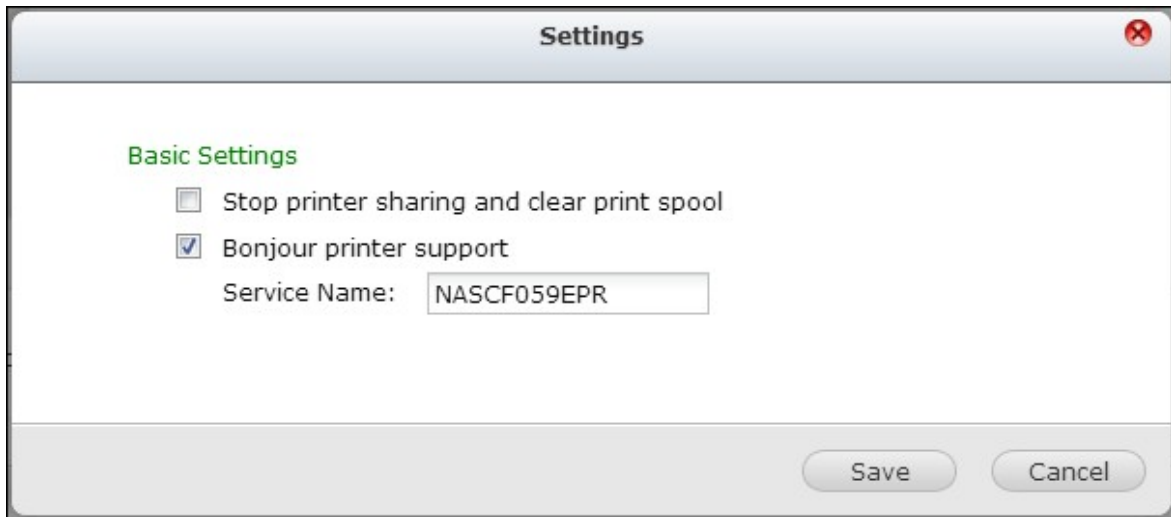 Settings
Basic Settings
Stop printer sharing and clear print spool
Bonjour printer support
Service Name: NASCF059EPR
Save Cancel